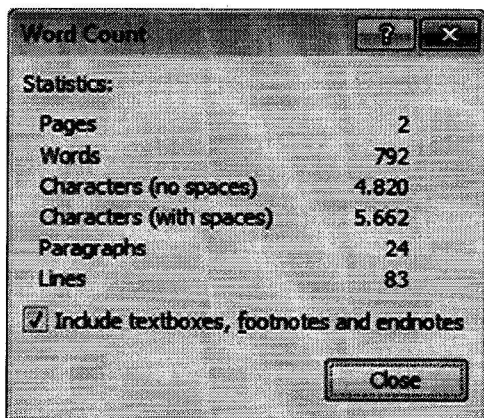 Word Count
Statistics:
Pages 2
Words 792
Characters (no spaces) 4.820
Characters (with spaces) 5.662
Paragraphs 24
Lines 83
Include textboxes, footnotes and endnotes
Close